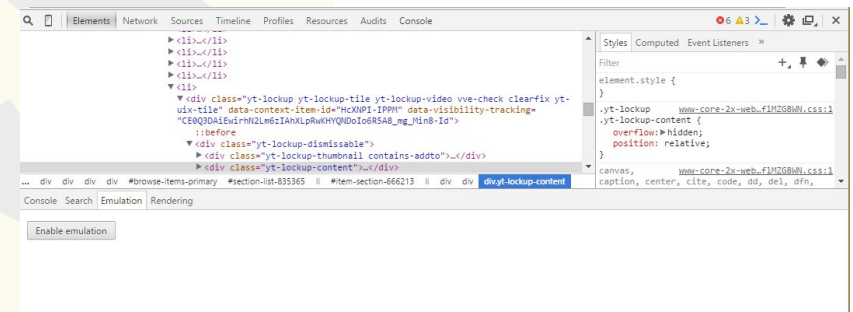 Elements Network Sources Timeline Profiles Resources Audits Console 6 3
▶<li>…</li>
▶<li>…</li>
▶<li>…</li>
▶<li>…</li>
▼<li>
▼<div class="yt-lockup yt-lockup-tile yt-lockup-video vve-check clearfix yt-
uix-tile" data-context-item-id="HcXNPI-IPPM" data-visibility-tracking=
::before
▼<div class="yt-lockup-dismissable">
▶<div class="yt-lockup-thumbnail contains-addto">…</div>
▶<div class="yt-lockup-content">…</div>
... div div div div #browse-items-primary #section-list-835365 li #item-section-666213 li div div div.yt-lockup-content
Styles Computed Event Listeners »
Filter
element.style {
}
.yt-lockup www-core-2x-web…f1MZG8WN.css:1
.yt-lockup-content {
overflow:▶hidden;
position: relative;
}
canvas, www-core-2x-web…f1MZG8WN.css:1
caption, center, cite, code, dd, del, dfn,
Console Search Emulation Rendering
Enable emulation